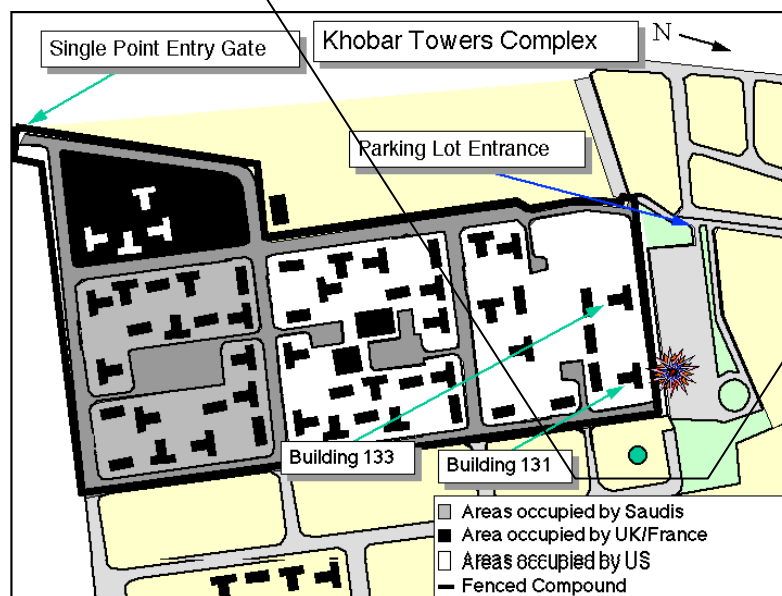 Single Point Entry Gate
Khobar Towers Complex
N
Parking Lot Entrance
Building 133
Building 131
Areas occupied by Saudis
Area occupied by UK/France
Areas occupied by US
Fenced Compound